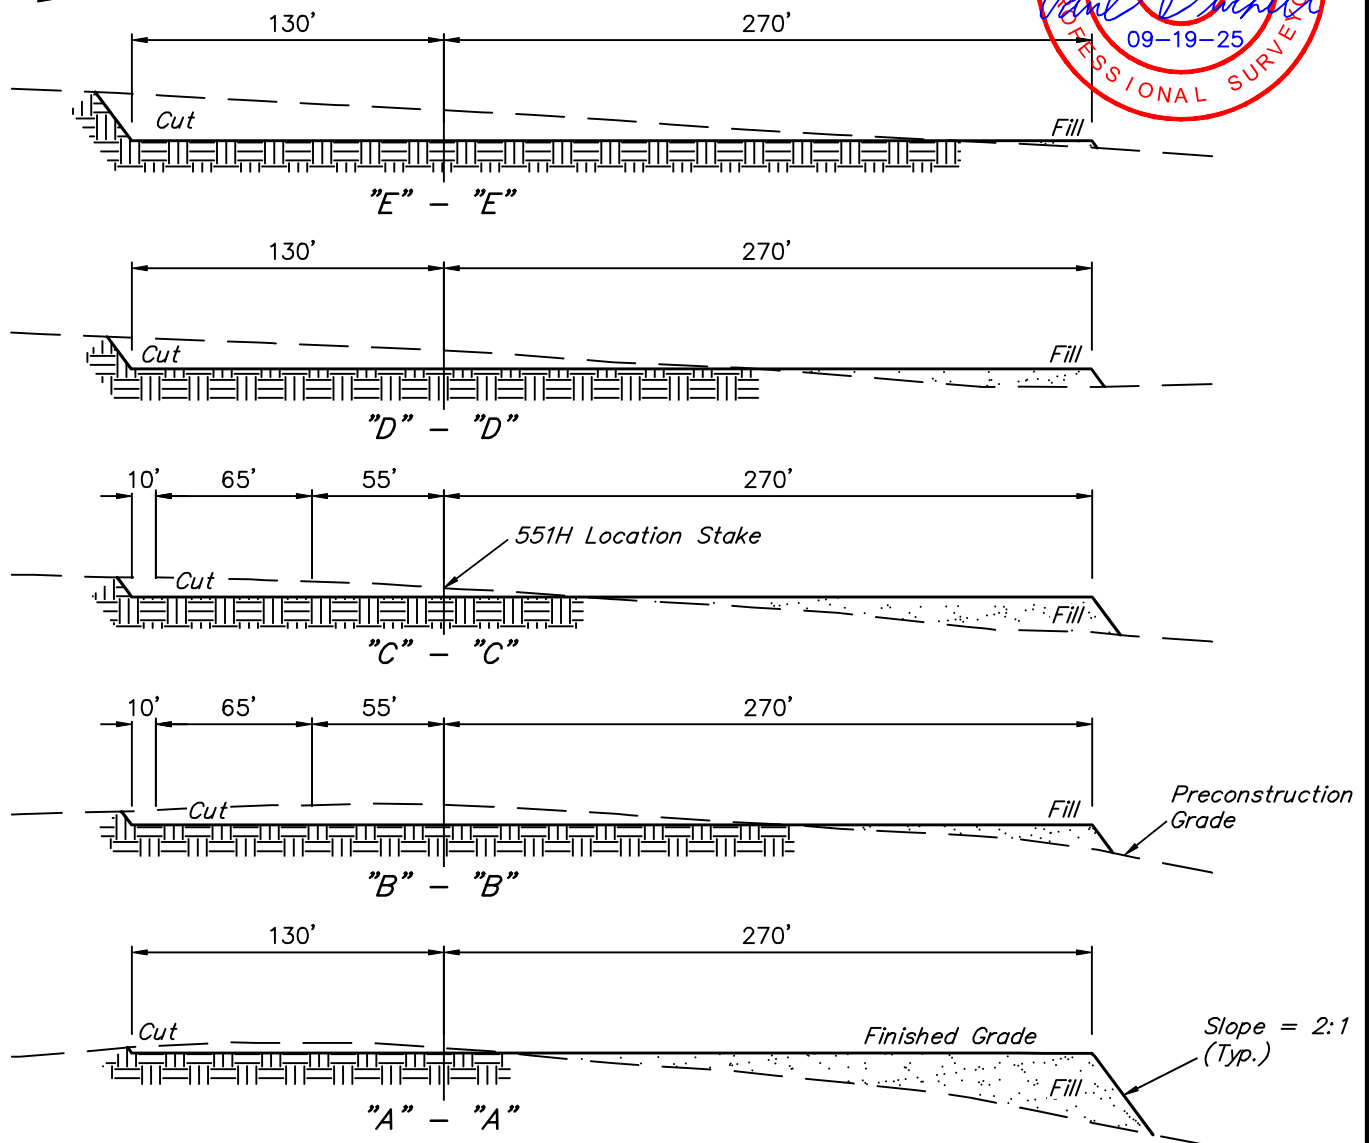 130' 270'
09-19-25
PROFESSIONAL SURVEYO
Cut Fill
"E" - "E"
130' 270'
Cut Fill
"D" - "D"
10' 65' 55' 270'
551H Location Stake
Cut
Fill
"C" - "C"
10' 65' 55' 270'
Preconstruction
Grade
Cut Fill
"B" - "B"
130' 270'
Slope = 2:1
(Typ.)
Cut Finished Grade
Fill
"A" - "A"